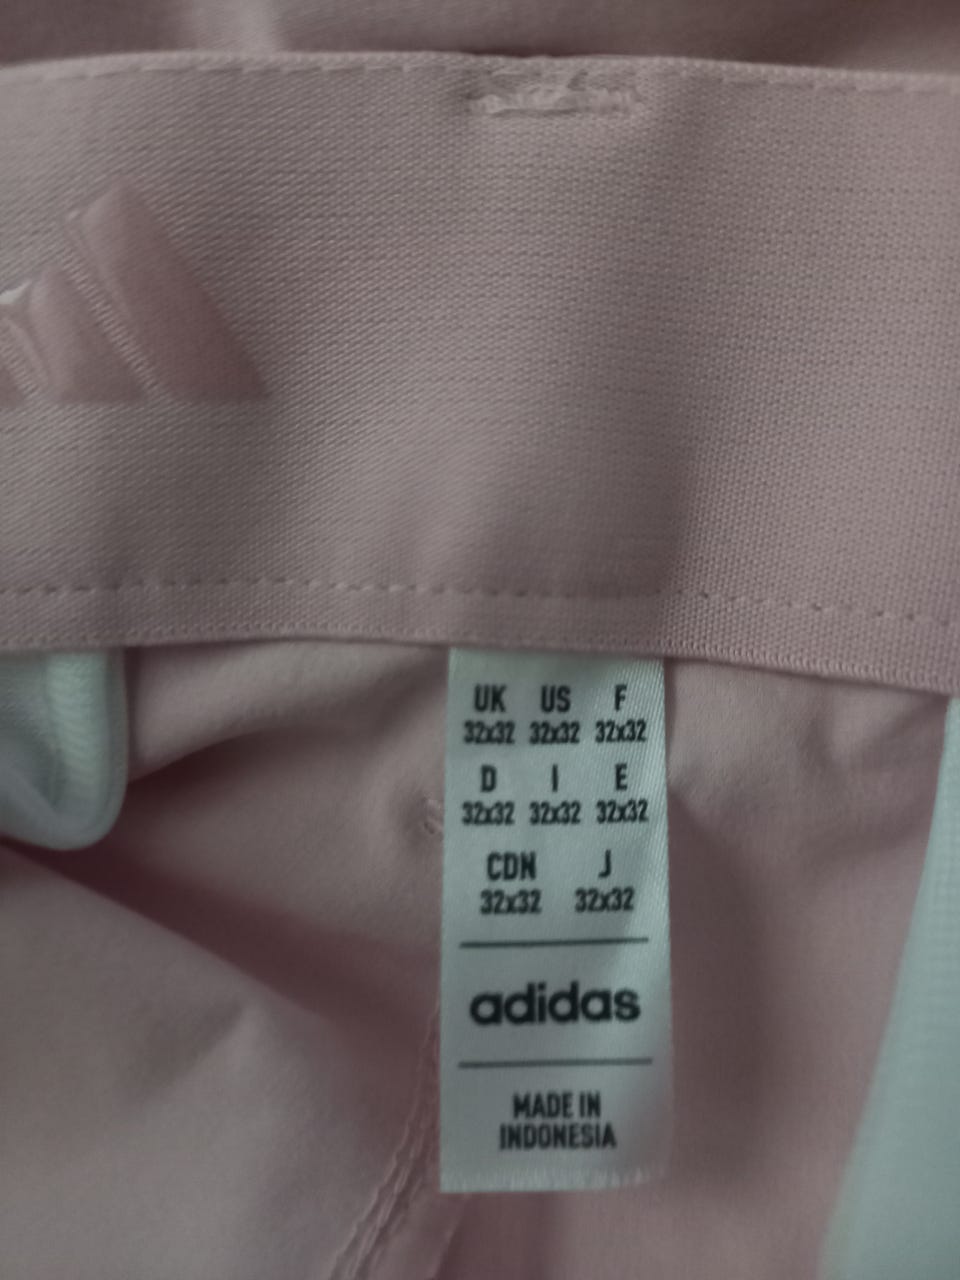 UK US F
32x32 32x32 32x32
D I E
32x32 32x32 32x32
CDN J
32x32 32x32
adidas
MADE IN
INDONESIA